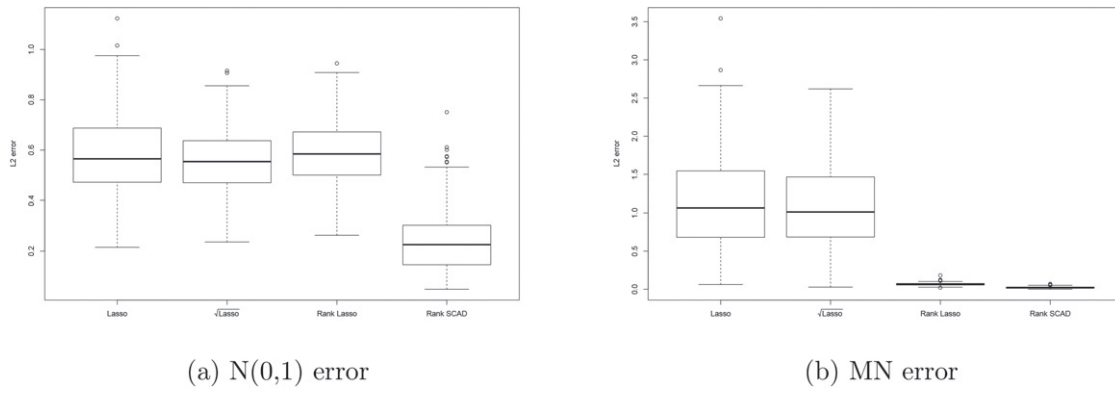 L2 error
1.0
0.8
0.6
0.4
0.2
Lasso
√Lasso
Rank Lasso
Rank SCAD
(a) N(0,1) error
L2 error
3.5
3.0
2.5
2.0
1.5
1.0
0.5
0.0
Lasso
√Lasso
Rank Lasso
Rank SCAD
(b) MN error